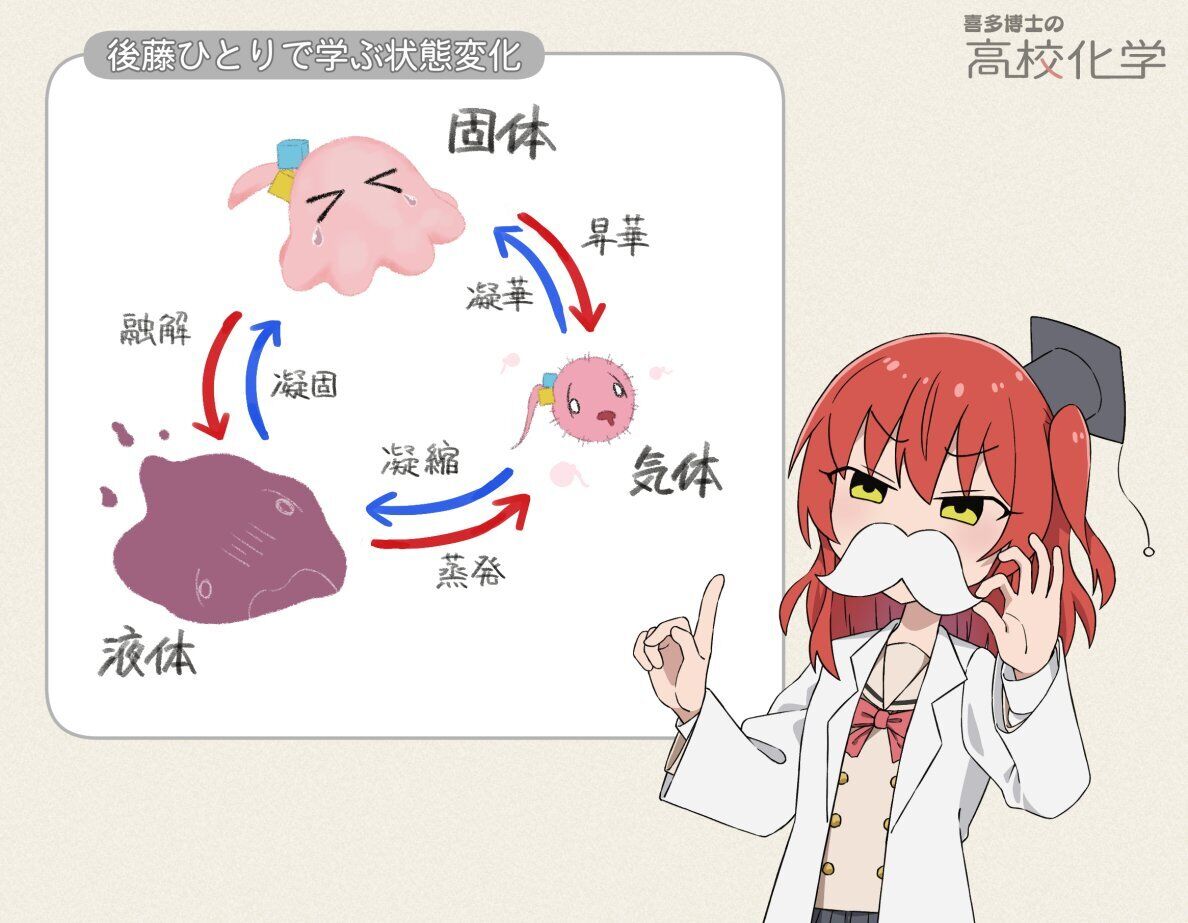 後藤ひとりで学ぶ状態変化
喜多博士の
高校化学
固体
昇華
凝華
融解
凝固
凝縮
気体
蒸発
液体